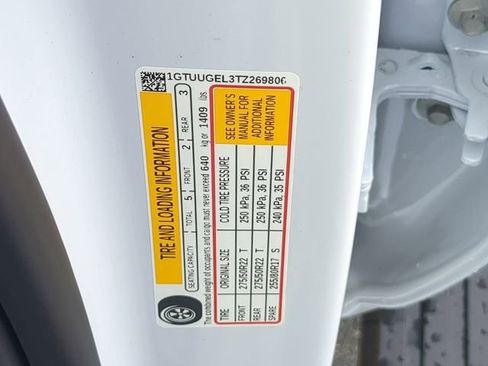 1GTUUGEL3TZ269806
TIRE AND LOADING INFORMATION
SEATING CAPACITY TOTAL 5 FRONT 2 REAR 3
The combined weight of occupants and cargo must never exceed 640 kg or 1409 lbs
TIRE ORIGINAL SIZE COLD TIRE PRESSURE
FRONT 275/50R22 T 250 kPa, 36 PSI
REAR 275/50R22 T 250 kPa, 36 PSI
SPARE 255/80R17 S 240 kPa, 35 PSI
SEE OWNER'S
MANUAL FOR
ADDITIONAL
INFORMATION